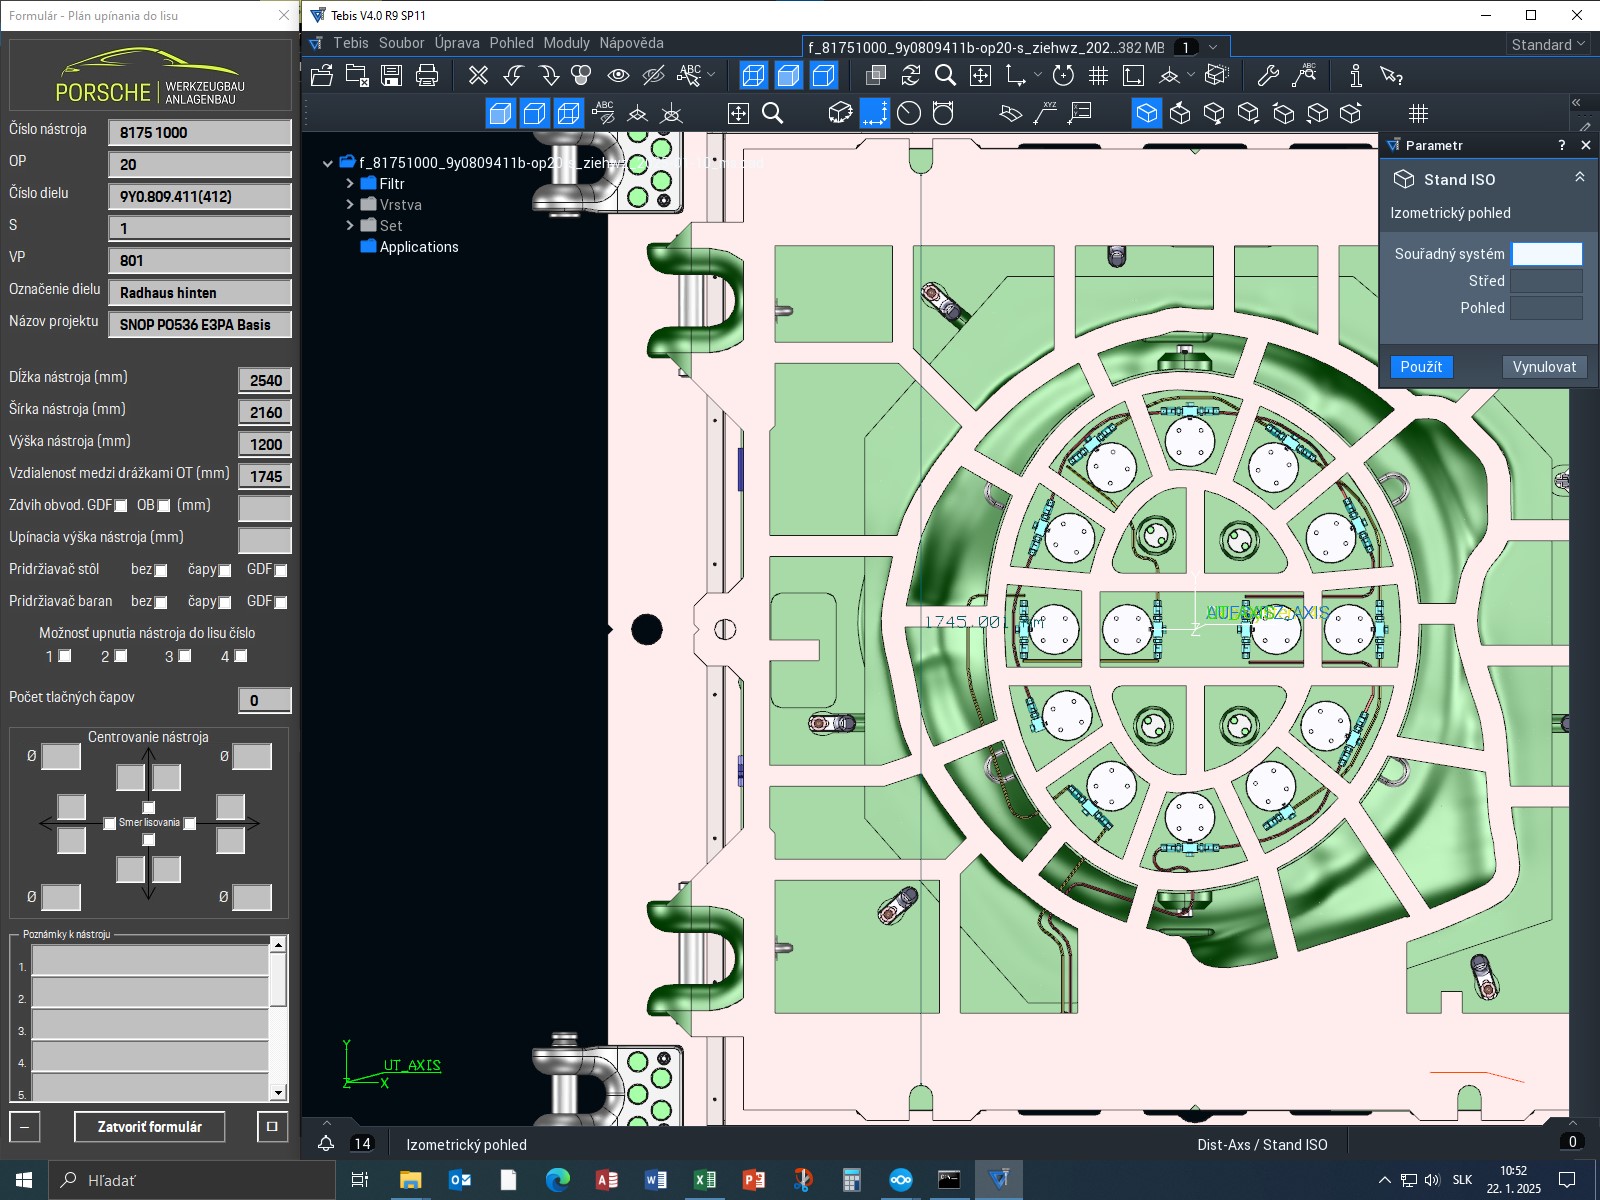 Formulár - Plán upínania do lisu
PORSCHE | WERKZEUGBAU ANLAGENBAU
Číslo nástroja 8175 1000
OP 20
Číslo dielu 9Y0.809.411(412)
S 1
VP 801
Označenie dielu Radhaus hinten
Názov projektu SNOP PO536 E3PA Basis
Dĺžka nástroja (mm) 2540
Šírka nástroja (mm) 2160
Výška nástroja (mm) 1200
Vzdialenosť medzi drážkami OT (mm) 1745
Zdvih obvod. GDF OB (mm)
Upínacia výška nástroja (mm)
Pridržiavač stôl bez čapy GDF
Pridržiavač baran bez čapy GDF
Možnosť upnutia nástroja do lisu číslo
1 2 3 4
Počet tlačných čapov 0
Centrovanie nástroja
Ø Ø
Smer lisovania
Ø Ø
Poznámky k nástroju
1.
2.
3.
4.
5.
Zatvoriť formulár
Tebis V4.0 R9 SP11
Tebis Soubor Úprava Pohled Moduly Nápověda
f_81751000_9y0809411b-op20-s_ziehwz_202...382 MB 1
Standard
ABC
ABC
ABC
XYZ
f_81751000_9y0809411b-op20-s_ziehwz
Filtr
Vrstva
Set
Applications
Parametr ?
Stand ISO
Izometrický pohled
Souřadný systém
Střed
Pohled
Použít Vynulovat
1745.001 mm
Y
Z
Y
UT_AXIS
Z X
14 Izometrický pohled Dist-Axs / Stand ISO 0
Hľadať
SLK
10:52
22. 1. 2025